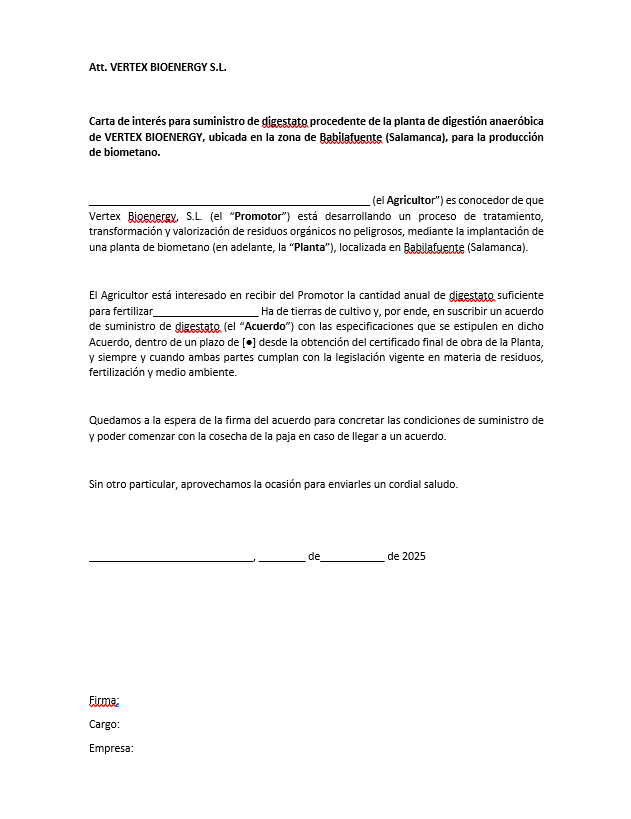 Att. VERTEX BIOENERGY S.L.
Carta de interés para suministro de digestato procedente de la planta de digestión anaeróbica
de VERTEX BIOENERGY, ubicada en la zona de Babilafuente (Salamanca), para la producción
de biometano.
______________________________________________ (el Agricultor”) es conocedor de que
Vertex Bioenergy, S.L. (el “Promotor”) está desarrollando un proceso de tratamiento,
transformación y valorización de residuos orgánicos no peligrosos, mediante la implantación de
una planta de biometano (en adelante, la “Planta”), localizada en Babilafuente (Salamanca).
El Agricultor está interesado en recibir del Promotor la cantidad anual de digestato suficiente
para fertilizar_________________ Ha de tierras de cultivo y, por ende, en suscribir un acuerdo
de suministro de digestato (el “Acuerdo”) con las especificaciones que se estipulen en dicho
Acuerdo, dentro de un plazo de [●] desde la obtención del certificado final de obra de la Planta,
y siempre y cuando ambas partes cumplan con la legislación vigente en materia de residuos,
fertilización y medio ambiente.
Quedamos a la espera de la firma del acuerdo para concretar las condiciones de suministro de
y poder comenzar con la cosecha de la paja en caso de llegar a un acuerdo.
Sin otro particular, aprovechamos la ocasión para enviarles un cordial saludo.
___________________________, ________ de___________ de 2025
Firma:
Cargo:
Empresa: